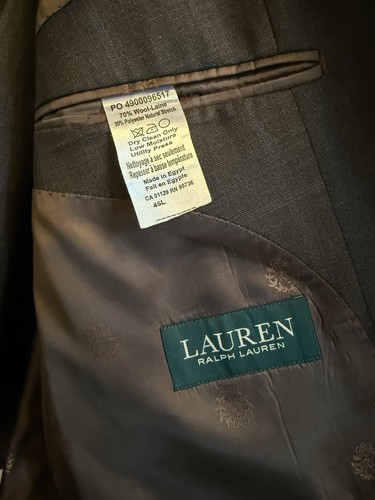 PO 4900096517
70% Wool-Laine
30% Polyester Natural Stretch
Dry Clean Only
Low Moisture
Utility Press
Nettoyage à sec seulement
Repasser à basse température
Made in Egypt
Fait en Egypte
CA 01129 RN 90736
46L
LAUREN
RALPH LAUREN